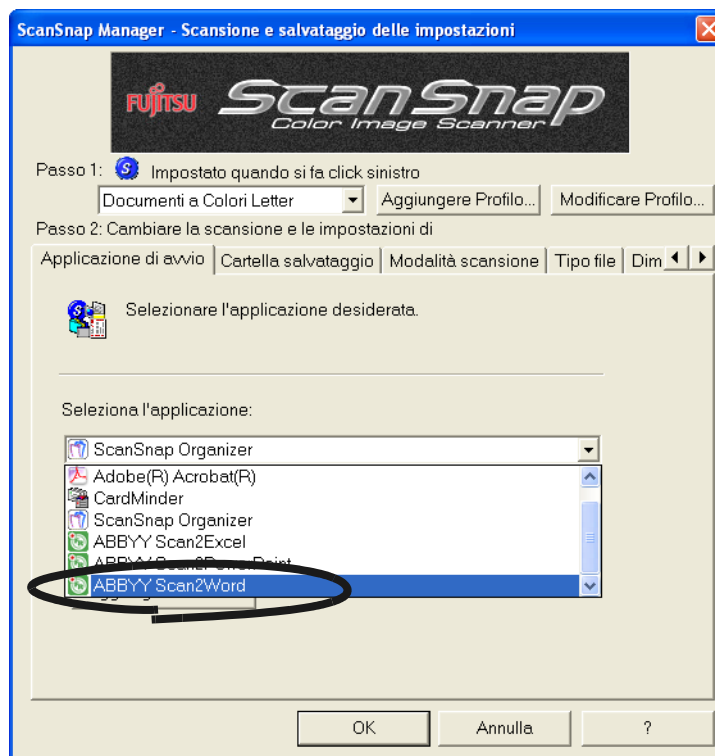 ScanSnap Manager - Scansione e salvataggio delle impostazioni
FUJITSU ScanSnap
Color Image Scanner
Passo 1: S Impostato quando si fa click sinistro
Documenti a Colori Letter Aggiungere Profilo... Modificare Profilo...
Passo 2: Cambiare la scansione e le impostazioni di
Applicazione di avvio Cartella salvataggio Modalità scansione Tipo file Dim
Selezionare l'applicazione desiderata.
Seleziona l'applicazione:
ScanSnap Organizer
Adobe(R) Acrobat(R)
CardMinder
ScanSnap Organizer
ABBYY Scan2Excel
ABBYY Scan2PowerPoint
ABBYY Scan2Word
OK Annulla ?